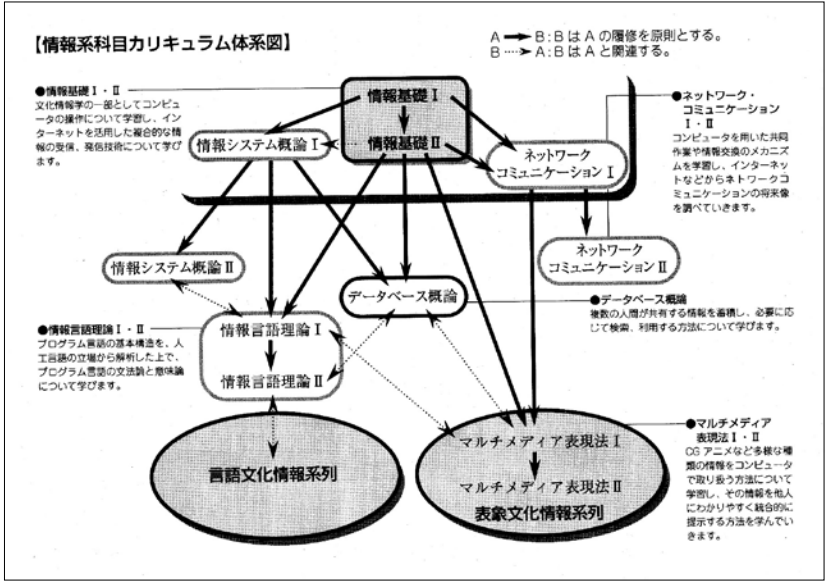 【情報系科目カリキュラム体系図】
A → B:B は A の履修を原則とする。
B ····> A:B は A と関連する。
●情報基礎Ⅰ・Ⅱ
文化情報学の一部としてコンピュ
ータの操作について学習し、イン
ターネットを活用した複合的な情
報の受信、発信技術について学び
ます。
情報基礎Ⅰ
情報基礎Ⅱ
情報システム概論Ⅰ
ネットワーク
コミュニケーションⅠ
●ネットワーク・
コミュニケーション
Ⅰ・Ⅱ
コンピュータを用いた共同
作業や情報交換のメカニズ
ムを学習し、インターネッ
トなどからネットワークコ
ミュニケーションの将来像
を調べていきます。
情報システム概論Ⅱ
ネットワーク
コミュニケーションⅡ
データベース概論
●データベース概論
複数の人間が共有する情報を蓄積し、必要に応
じて検索、利用する方法について学びます。
●情報言語理論Ⅰ・Ⅱ
プログラム言語の基本構造を、人
工言語の立場から解析した上で、
プログラム言語の文法論と意味論
について学びます。
情報言語理論Ⅰ
情報言語理論Ⅱ
言語文化情報系列
マルチメディア表現法Ⅰ
マルチメディア表現法Ⅱ
表象文化情報系列
●マルチメディア
表現法Ⅰ・Ⅱ
CG アニメなど多様な種
類の情報をコンピュータ
で取り扱う方法について
学習し、その情報を他人
にわかりやすく統合的に
提示する方法を学んでい
きます。